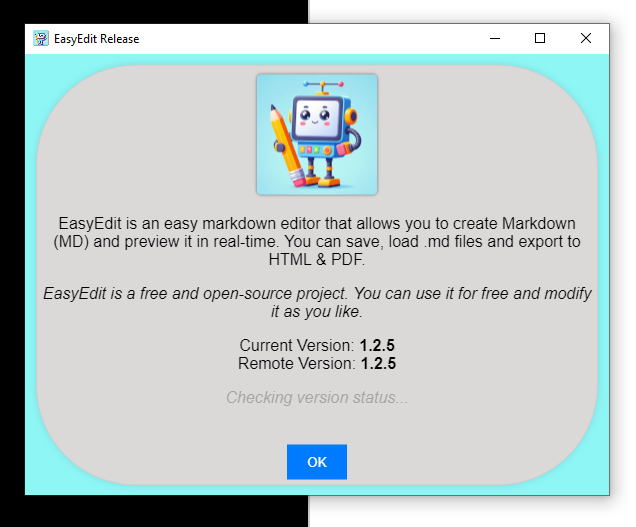 EasyEdit Release
EasyEdit is an easy markdown editor that allows you to create Markdown
(MD) and preview it in real-time. You can save, load .md files and export to
HTML & PDF.
EasyEdit is a free and open-source project. You can use it for free and modify
it as you like.
Current Version: 1.2.5
Remote Version: 1.2.5
Checking version status...
OK